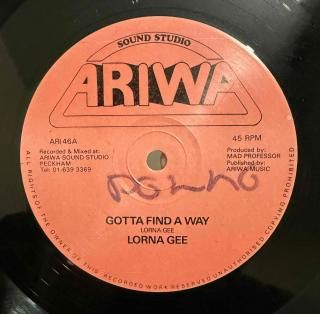 SOUND STUDIO
ARIWA
ARI 46A
45 RPM
Recorded & Mixed at:
ARIWA SOUND STUDIO
PECKHAM
Tel: 01-639 3369
Produced by:
MAD PROFESSOR
Published by:
ARIWA MUSIC
GOTTA FIND A WAY
LORNA GEE
LORNA GEE
ALL RIGHTS OF THE OWNER OF THIS RECORDED WORK RESERVED UNAUTHORISED COPYING PROHIBITED